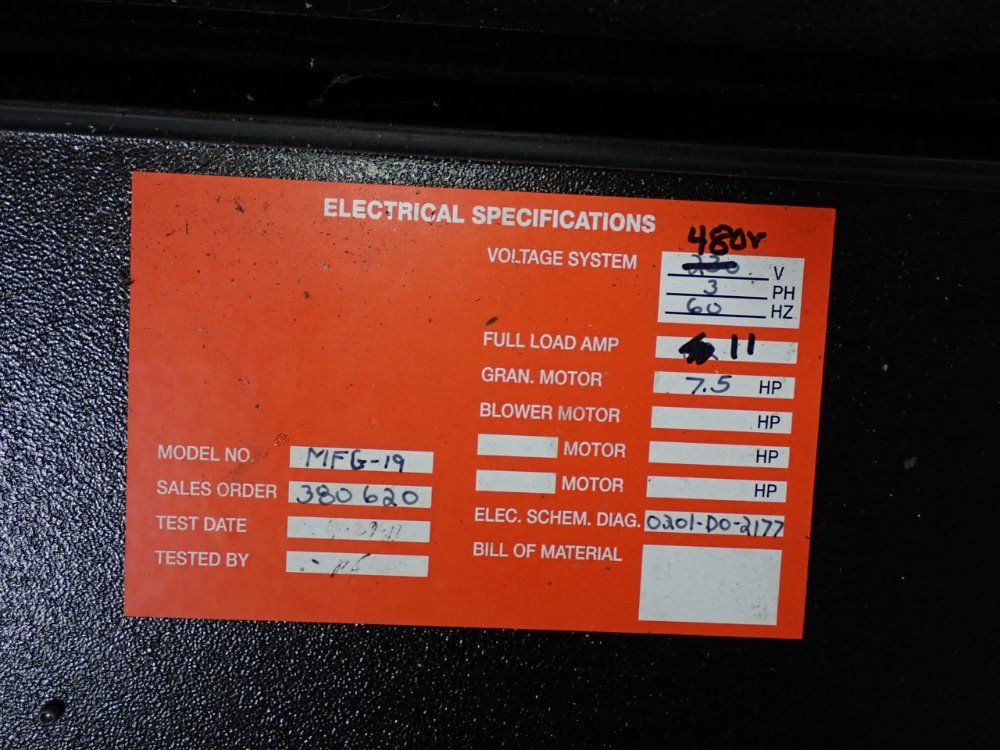 ELECTRICAL SPECIFICATIONS
480v
VOLTAGE SYSTEM 230 V
3 PH
60 HZ
FULL LOAD AMP 11
GRAN. MOTOR 7.5 HP
BLOWER MOTOR HP
MOTOR HP
MOTOR HP
ELEC. SCHEM. DIAG. 0201-D0-2177
BILL OF MATERIAL
MODEL NO. MFG-19
SALES ORDER 380620
TEST DATE
TESTED BY